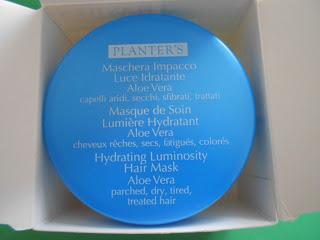 PLANTER'S
Maschera Impacco
Luce Idratante
Aloe Vera
capelli aridi, secchi, sfibrati, trattati
Masque de Soin
Lumière Hydratant
Aloe Vera
cheveux rêches, secs, fatigués, colorés
Hydrating Luminosity
Hair Mask
Aloe Vera
parched, dry, tired,
treated hair